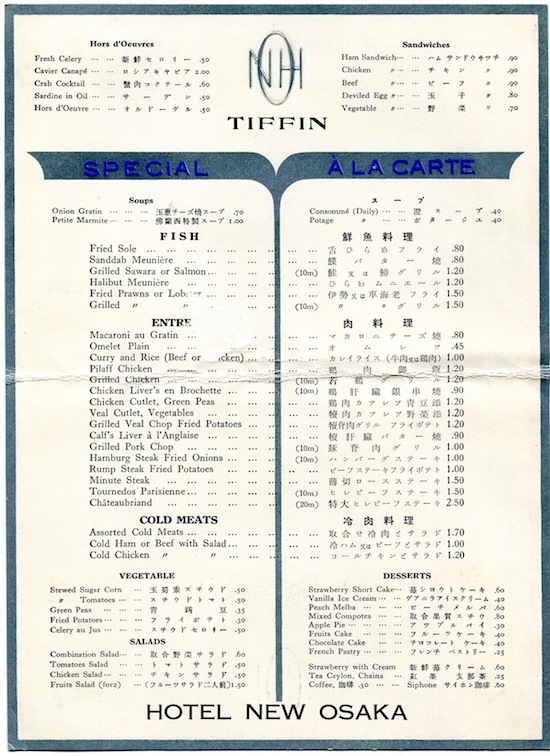 NOH
TIFFIN
Hors d'Oeuvres
Fresh Celery ... ... 新鮮セロリー .50
Cavier Canapé ... ロシアキャビア 2.00
Crab Cocktail ... 蟹肉コクテール .60
Sardine in Oil ... サーデン .50
Hors d'Oeuvre ... オルドーヴル .50
Sandwiches
Ham Sandwich ... ... ハムサンドウヰツチ .90
Chicken 〃 ... ... チキン 〃 .90
Beef 〃 ... ... ビーフ 〃 .90
Deviled Egg 〃 ... 玉子 〃 .80
Vegetable 〃 ... 野菜 〃 .70
SPECIAL À LA CARTE
Soups スープ
Onion Gratin ... ... ... 玉葱チーズ焼スープ .70
Petite Marmite ... ... 佛蘭西特製スープ 1.00
Consommé (Daily) ... ... 澄スープ .40
Potage 〃 ... ポタージユ .40
FISH 鮮魚料理
Fried Sole ... 舌ひらめフライ .80
Sanddab Meunière ... 鰈バター焼 .80
Grilled Sawara or Salmon ... (10m) 鮭又は鰆グリル 1.20
Halibut Meunière ... ひらめムニエール 1.20
Fried Prawns or Lobster ... 伊勢又は車海老フライ 1.50
Grilled 〃 (10m) 〃 グリル 1.50
ENTRE 肉料理
Macaroni au Gratin ... マカロニチーズ焼 .80
Omelet Plain ... オムレツ .45
Curry and Rice (Beef or icken) ... カレイライス (牛肉又は鶏肉) 1.00
Pilaff Chicken ... 鶏肉御飯 1.20
Grilled Chicken ... (10m) 若鶏グリル 1.20
Chicken Liver's en Brochette ... (10m) 鶏肝臓銀串焼 .90
Chicken Cutlet, Green Peas ... 鶏肉カツレツ青豆添 1.20
Veal Cutlet, Vegetables ... 犢肉カツレツ野菜添 1.20
Grilled Veal Chop Fried Potatoes ... 犢脊肉グリル フライポテト 1.20
Calf's Liver à l'Anglaise ... 犢肝臓バター焼 .90
Grilled Pork Chop ... (10m) 豚脊肉グリル 1.00
Hamburg Steak Fried Onions ... (10m) ハンバーグステーキ 1.00
Rump Steak Fried Potatoes ... ビーフステーキフライポテト 1.00
Minute Steak ... (10m) 薄切ロースステーキ 1.50
Tournedos Parisienne ... (10m) ヒレビーフステーキ 1.50
Châteaubriand ... (20m) 特大ヒレビーフステーキ 2.50
COLD MEATS 冷肉料理
Assorted Cold Meats ... 取合せ冷肉とサラド 1.70
Cold Ham or Beef with Salad ... 冷ハム又はビーフとサラド 1.00
Cold Chicken 〃 〃 ... コールチキンとサラド 1.20
VEGETABLE
Stewed Sugar Corn ... 玉蜀黍スチウド .50
〃 Tomatoes ... スチウドトマト .50
Green Peas ... 青豌豆 .35
Fried Potatoes ... フライポテト .30
Celery au Jus ... スチウドセロリー .50
SALADS
Combination Salad ... 取合野菜サラド .60
Tomatoes Salad ... トマトサラド .50
Chicken Salad ... チキンサラド .50
Fruits Salad (for2) ... (フルーツサラド二人前) 1.50
DESSERTS
Strawberry Short Cake ... 苺シヨウトケーキ .60
Vanilla Ice Cream ... ヴアニラアイスクリーム .40
Peach Melba ... ピーチメルバ .60
Mixed Compotes ... 取合果実スチウ .80
Apple Pie ... アツプルパイ .40
Fruits Cake ... フルーツケーキ .40
Chocolate Cake ... チヨコレートケーキ .40
French Pastry ... フレンチペストリー .25
Strawberry with Cream 新鮮苺クリーム .60
Tea Ceylon, Chaina ... 紅茶 支那茶 .25
Coffee, 珈琲 .30 ... Siphone サイホン珈琲 .60
HOTEL NEW OSAKA